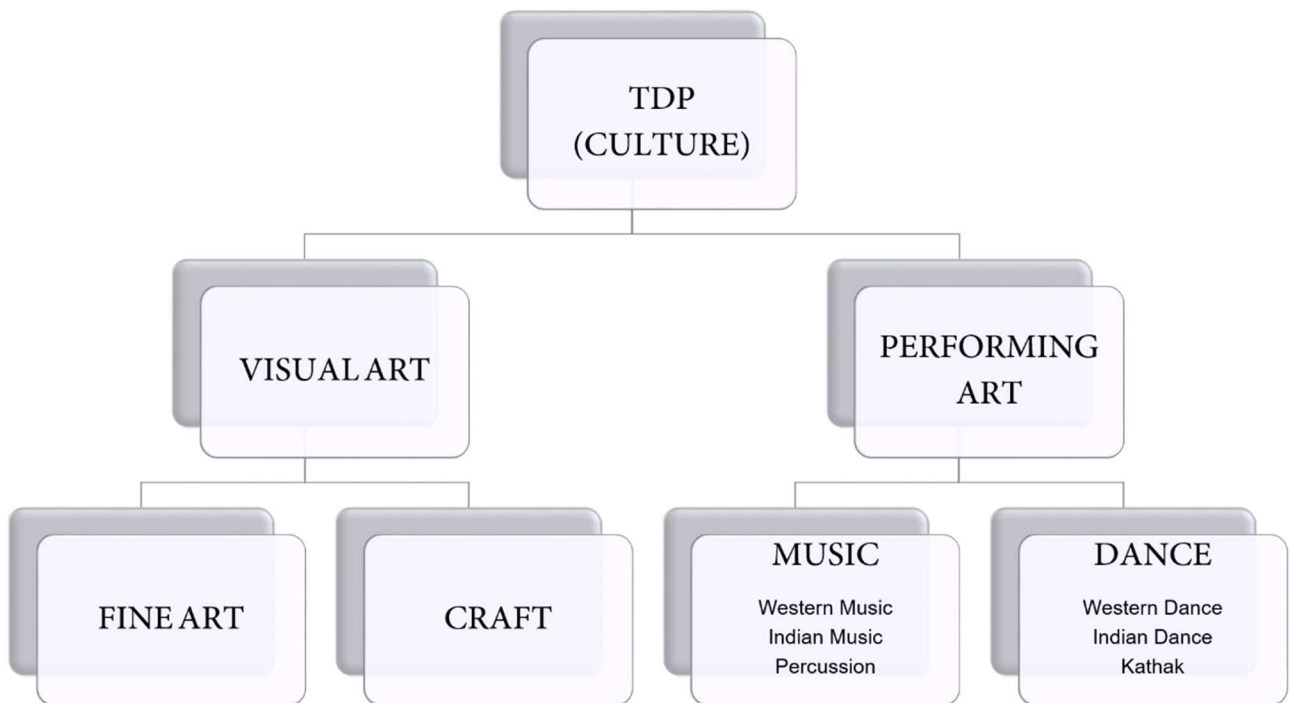 TDP
(CULTURE)
VISUAL ART
PERFORMING
ART
FINE ART
CRAFT
MUSIC
Western Music
Indian Music
Percussion
DANCE
Western Dance
Indian Dance
Kathak